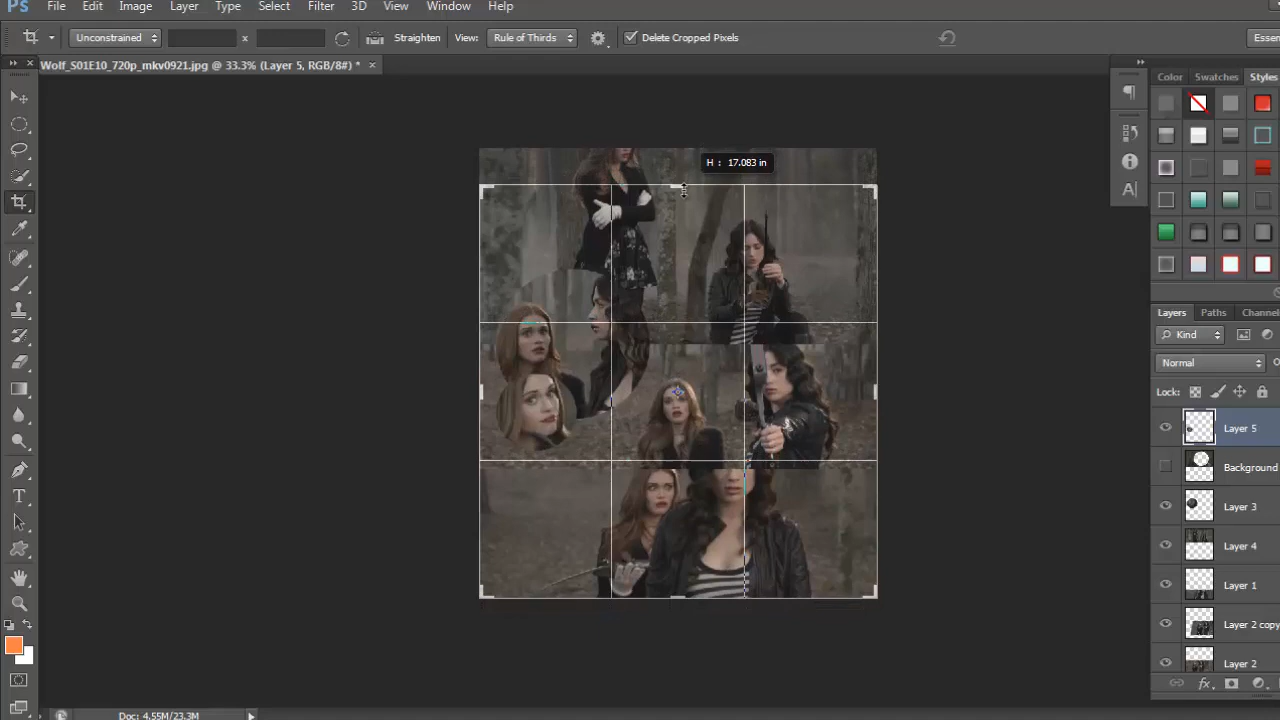 Ps File Edit Image Layer Type Select Filter 3D View Window Help
Unconstrained x Straighten View: Rule of Thirds Delete Cropped Pixels Essen
Wolf_S01E10_720p_mkv0921.jpg @ 33.3% (Layer 5, RGB/8#) * ×
Color Swatches Styles
H : 17.083 in
Layers Paths Channel
Kind
Normal
Lock:
Layer 5
Background
Layer 3
Layer 4
Layer 1
Layer 2 copy
Layer 2
fx
Doc: 4.55M/23.3M